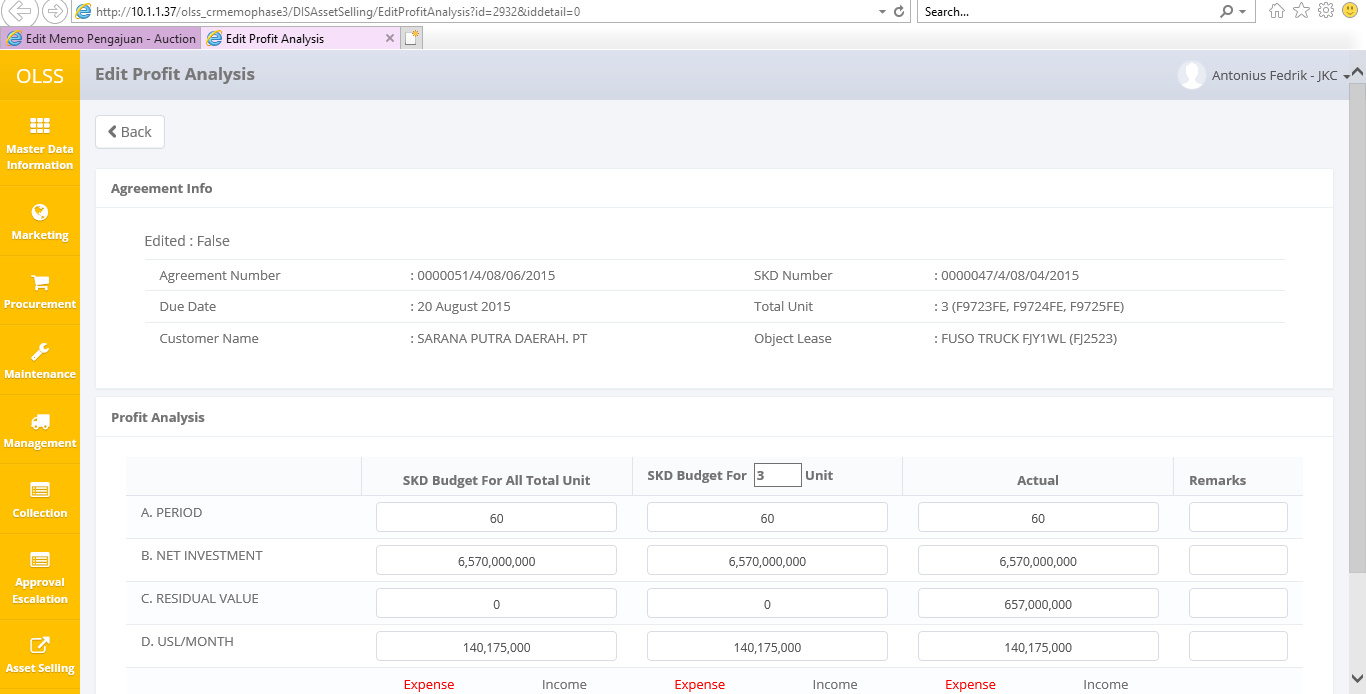 http://10.1.1.37/olss_crmemophase3/DISAssetSelling/EditProfitAnalysis?id=2932&iddetail=0
Search...
Edit Memo Pengajuan - Auction
Edit Profit Analysis
OLSS
Edit Profit Analysis
Antonius Fedrik - JKC
Back
Master Data
Information
Marketing
Procurement
Maintenance
Management
Collection
Approval
Escalation
Asset Selling
Agreement Info
Edited : False
Agreement Number : 0000051/4/08/06/2015 SKD Number : 0000047/4/08/04/2015
Due Date : 20 August 2015 Total Unit : 3 (F9723FE, F9724FE, F9725FE)
Customer Name : SARANA PUTRA DAERAH. PT Object Lease : FUSO TRUCK FJY1WL (FJ2523)
Profit Analysis
SKD Budget For All Total Unit SKD Budget For 3 Unit Actual Remarks
A. PERIOD 60 60 60
B. NET INVESTMENT 6,570,000,000 6,570,000,000 6,570,000,000
C. RESIDUAL VALUE 0 0 657,000,000
D. USL/MONTH 140,175,000 140,175,000 140,175,000
Expense Income Expense Income Expense Income